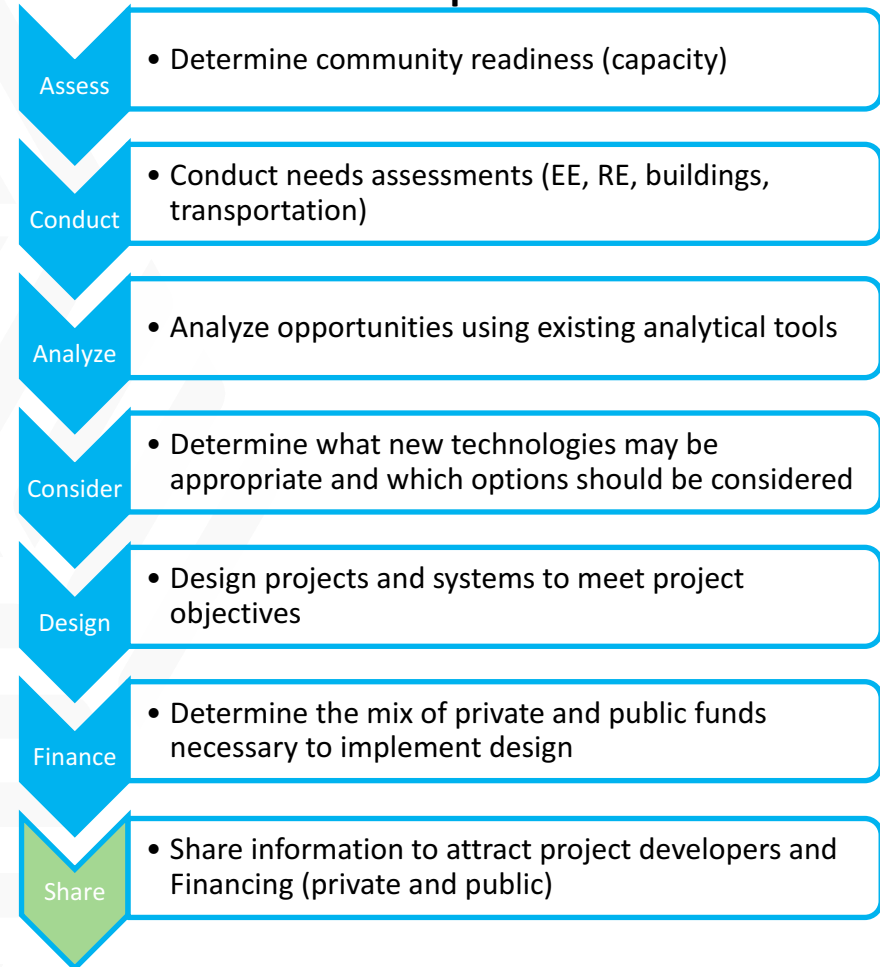 Assess
• Determine community readiness (capacity)
Conduct
• Conduct needs assessments (EE, RE, buildings,
transportation)
Analyze
• Analyze opportunities using existing analytical tools
Consider
• Determine what new technologies may be
appropriate and which options should be considered
Design
• Design projects and systems to meet project
objectives
Finance
• Determine the mix of private and public funds
necessary to implement design
Share
• Share information to attract project developers and
Financing (private and public)